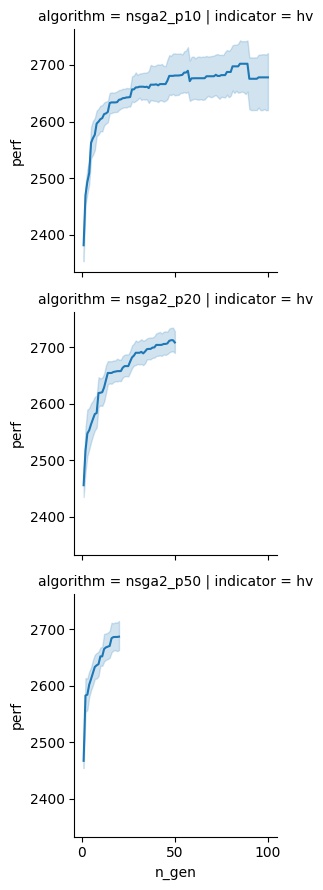 algorithm = nsga2_p10 | indicator = hv
2700
2600
2500
2400
perf
algorithm = nsga2_p20 | indicator = hv
2700
2600
2500
2400
perf
algorithm = nsga2_p50 | indicator = hv
2700
2600
2500
2400
perf
0 50 100
n_gen